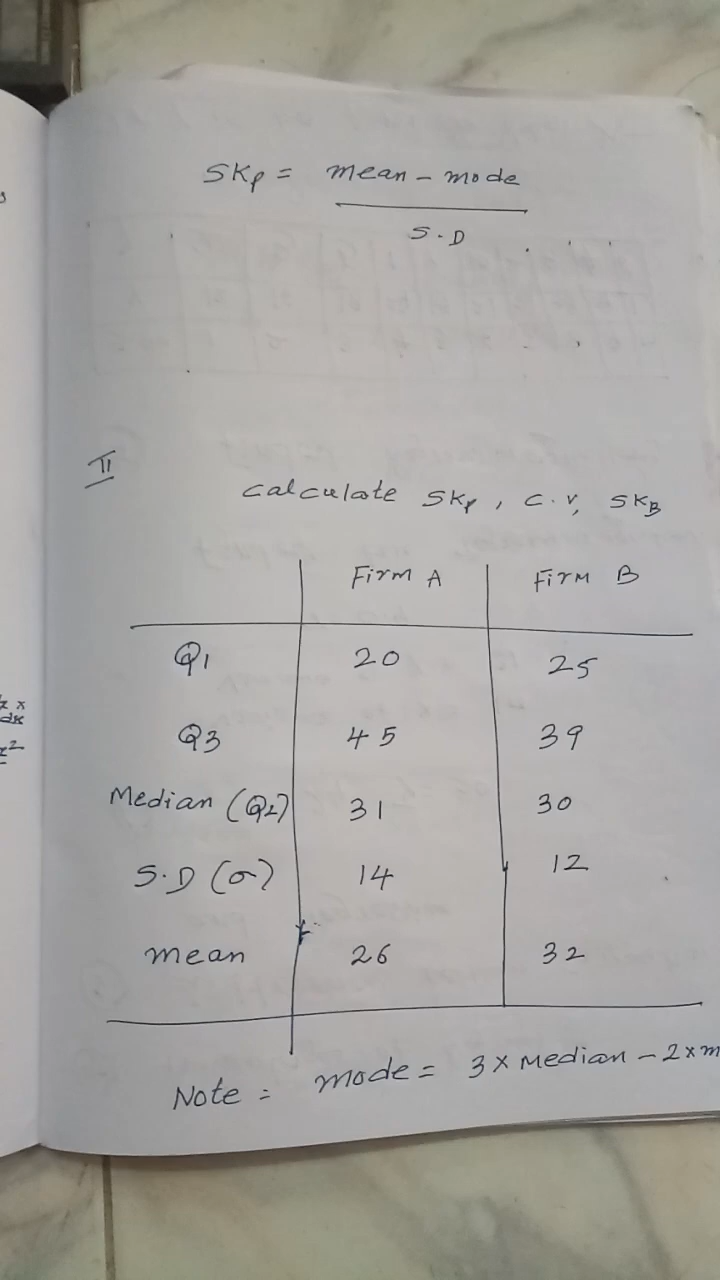 SKp = mean - mode
S.D
II
calculate SKp, C.V, SKB
Firm A Firm B
Q1 20 25
Q3 45 39
Median (Q2) 31 30
S.D (σ) 14 12
mean 26 32
Note = mode = 3 x Median - 2 x m